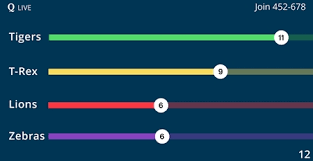 Q LIVE
Join 452-678
Tigers
11
T-Rex
9
Lions
6
Zebras
6
12